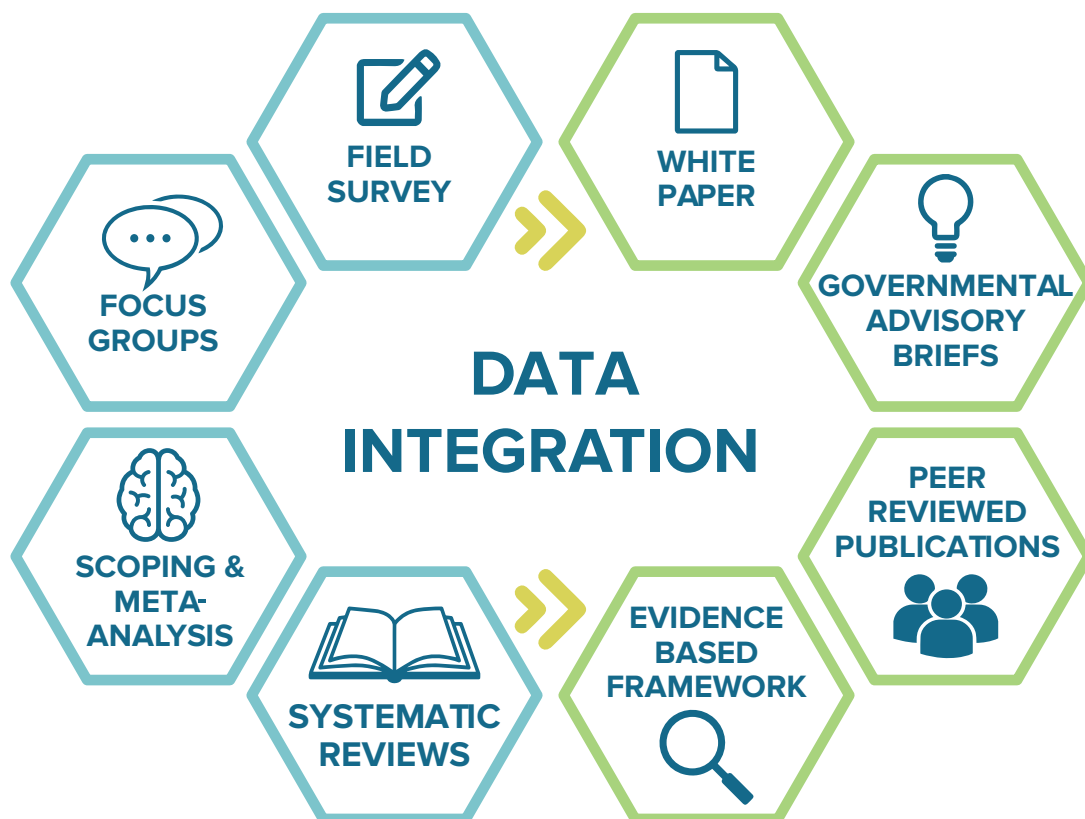 FIELD
SURVEY
WHITE
PAPER
FOCUS
GROUPS
GOVERNMENTAL
ADVISORY
BRIEFS
DATA
INTEGRATION
SCOPING &
META-
ANALYSIS
PEER
REVIEWED
PUBLICATIONS
SYSTEMATIC
REVIEWS
EVIDENCE
BASED
FRAMEWORK